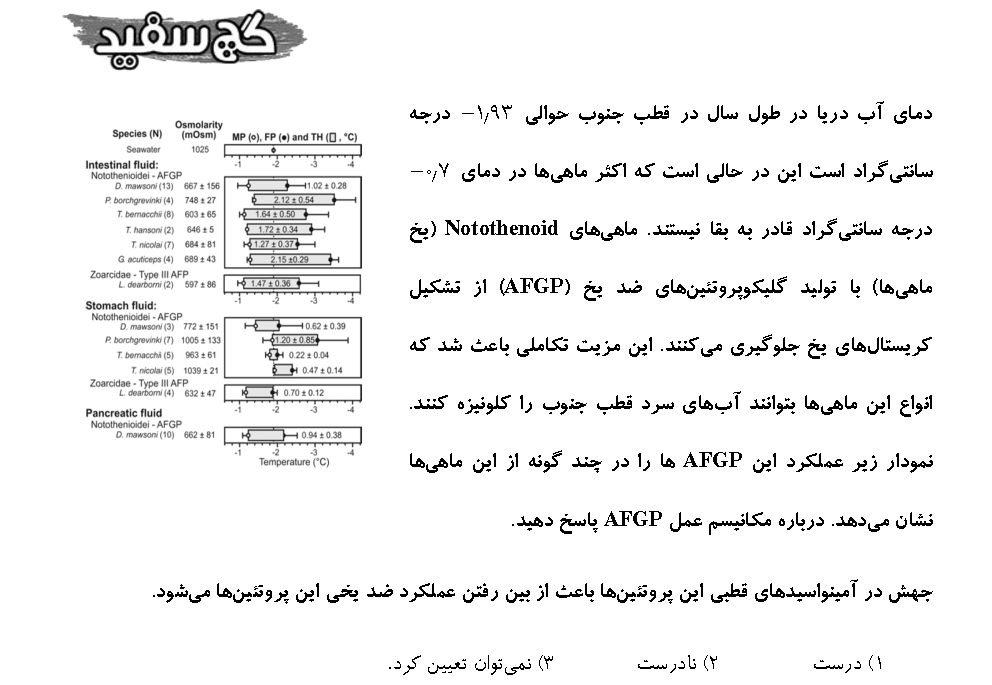 گچ سفید
دمای آب دریا در طول سال در قطب جنوب حوالی ۱٫۹۳− درجه
سانتی‌گراد است این در حالی است که اکثر ماهی‌ها در دمای ۰٫۷−
درجه سانتی‌گراد قادر به بقا نیستند. ماهی‌های Notothenoid (یخ
ماهی‌ها) با تولید گلیکوپروتئین‌های ضد یخ (AFGP) از تشکیل
کریستال‌های یخ جلوگیری می‌کنند. این مزیت تکاملی باعث شد که
انواع این ماهی‌ها بتوانند آب‌های سرد قطب جنوب را کلونیزه کنند.
نمودار زیر عملکرد این AFGP ها را در چند گونه از این ماهی‌ها
نشان می‌دهد. درباره مکانیسم عمل AFGP پاسخ دهید.
Species (N) Osmolarity (mOsm) MP (o), FP (●) and TH (▯, °C)
Seawater 1025
-1 -2 -3 -4
Intestinal fluid:
Notothenioidei - AFGP
D. mawsoni (13) 667 ± 156 1.02 ± 0.28
P. borchgrevinki (4) 748 ± 27 2.12 ± 0.54
T. bernacchii (8) 603 ± 65 1.64 ± 0.50
T. hansoni (2) 646 ± 5 1.72 ± 0.34
T. nicolai (7) 684 ± 81 1.27 ± 0.37
G. acuticeps (4) 689 ± 43 2.15 ±0.29
Zoarcidae - Type III AFP
L. dearborni (2) 597 ± 86 1.47 ± 0.36
-1 -2 -3 -4
Stomach fluid:
Notothenioidei - AFGP
D. mawsoni (3) 772 ± 151 0.62 ± 0.39
P. borchgrevinki (7) 1005 ± 133 1.20 ± 0.85
T. bernacchii (5) 963 ± 61 0.22 ± 0.04
T. nicolai (5) 1039 ± 21 0.47 ± 0.14
Zoarcidae - Type III AFP
L. dearborni (4) 632 ± 47 0.70 ± 0.12
-1 -2 -3 -4
Pancreatic fluid
Notothenioidei - AFGP
D. mawsoni (10) 662 ± 81 0.94 ± 0.38
-1 -2 -3 -4
Temperature (°C)
جهش در آمینواسیدهای قطبی این پروتئین‌ها باعث از بین رفتن عملکرد ضد یخی این پروتئین‌ها می‌شود.
۱) درست ۲) نادرست ۳) نمی‌توان تعیین کرد.